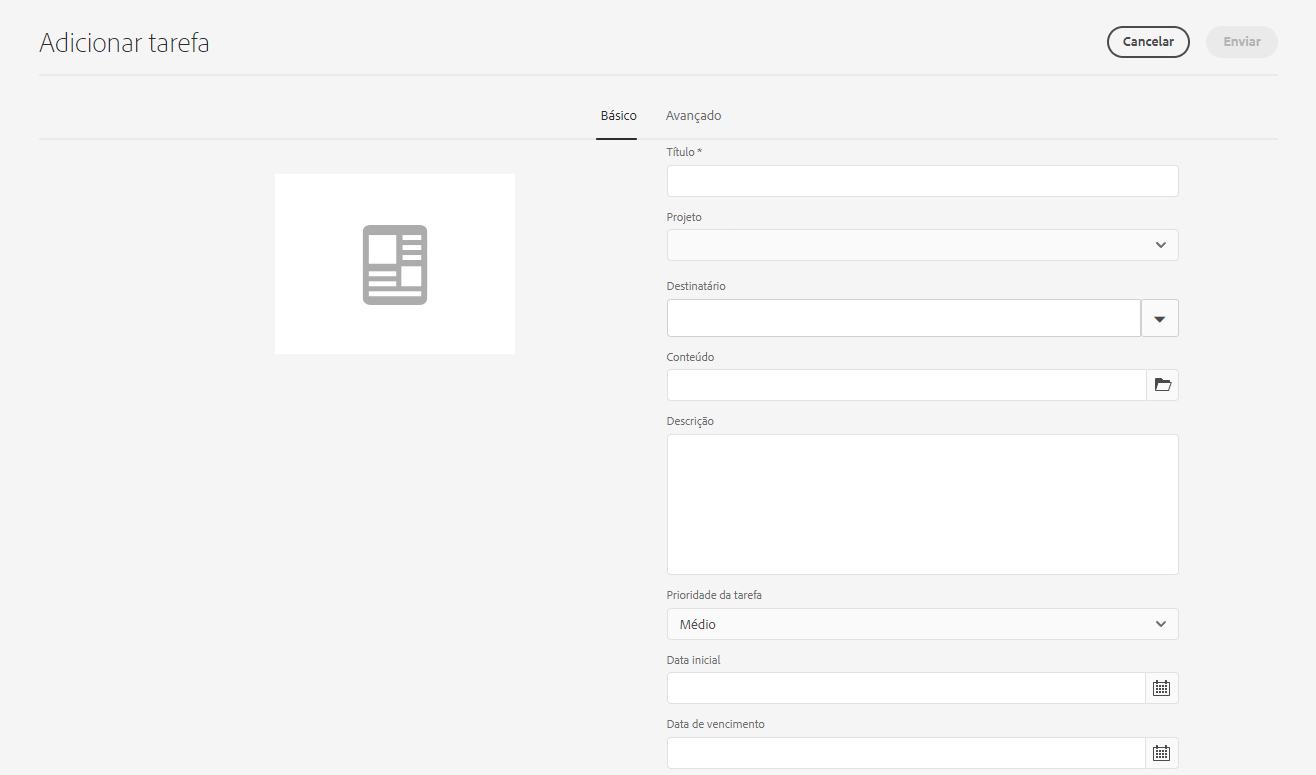 Adicionar tarefa
Cancelar
Enviar
Básico
Avançado
Título *
Projeto
Destinatário
Conteúdo
Descrição
Prioridade da tarefa
Médio
Data inicial
Data de vencimento